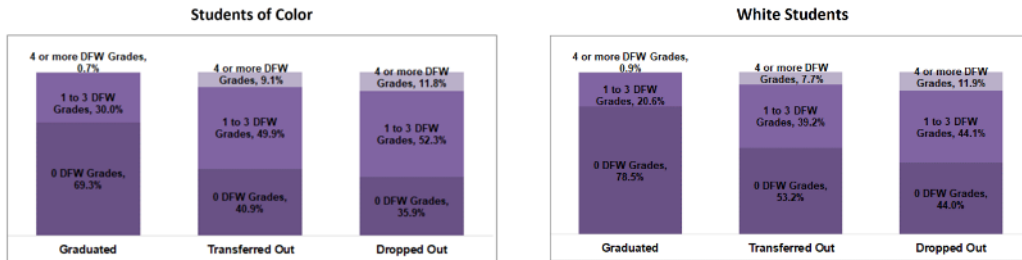 Students of Color
4 or more DFW Grades,
0.7%
1 to 3 DFW
Grades, 30.0%
0 DFW Grades,
69.3%
Graduated
4 or more DFW
Grades, 9.1%
1 to 3 DFW
Grades, 49.9%
0 DFW Grades,
40.9%
Transferred Out
4 or more DFW
Grades, 11.8%
1 to 3 DFW
Grades, 52.3%
0 DFW Grades,
35.9%
Dropped Out
White Students
4 or more DFW Grades,
0.9%
1 to 3 DFW
Grades, 20.6%
0 DFW Grades,
78.5%
Graduated
4 or more DFW
Grades, 7.7%
1 to 3 DFW
Grades, 39.2%
0 DFW Grades,
53.2%
Transferred Out
4 or more DFW
Grades, 11.9%
1 to 3 DFW
Grades, 44.1%
0 DFW Grades,
44.0%
Dropped Out